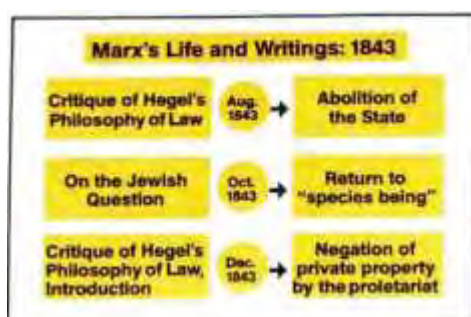 Marx's Life and Writings: 1843
Critique of Hegel's
Philosophy of Law
Aug.
1843
Abolition of
the State
On the Jewish
Question
Oct.
1843
Return to
"species being"
Critique of Hegel's
Philosophy of Law,
Introduction
Dec.
1843
Negation of
private property
by the proletariat